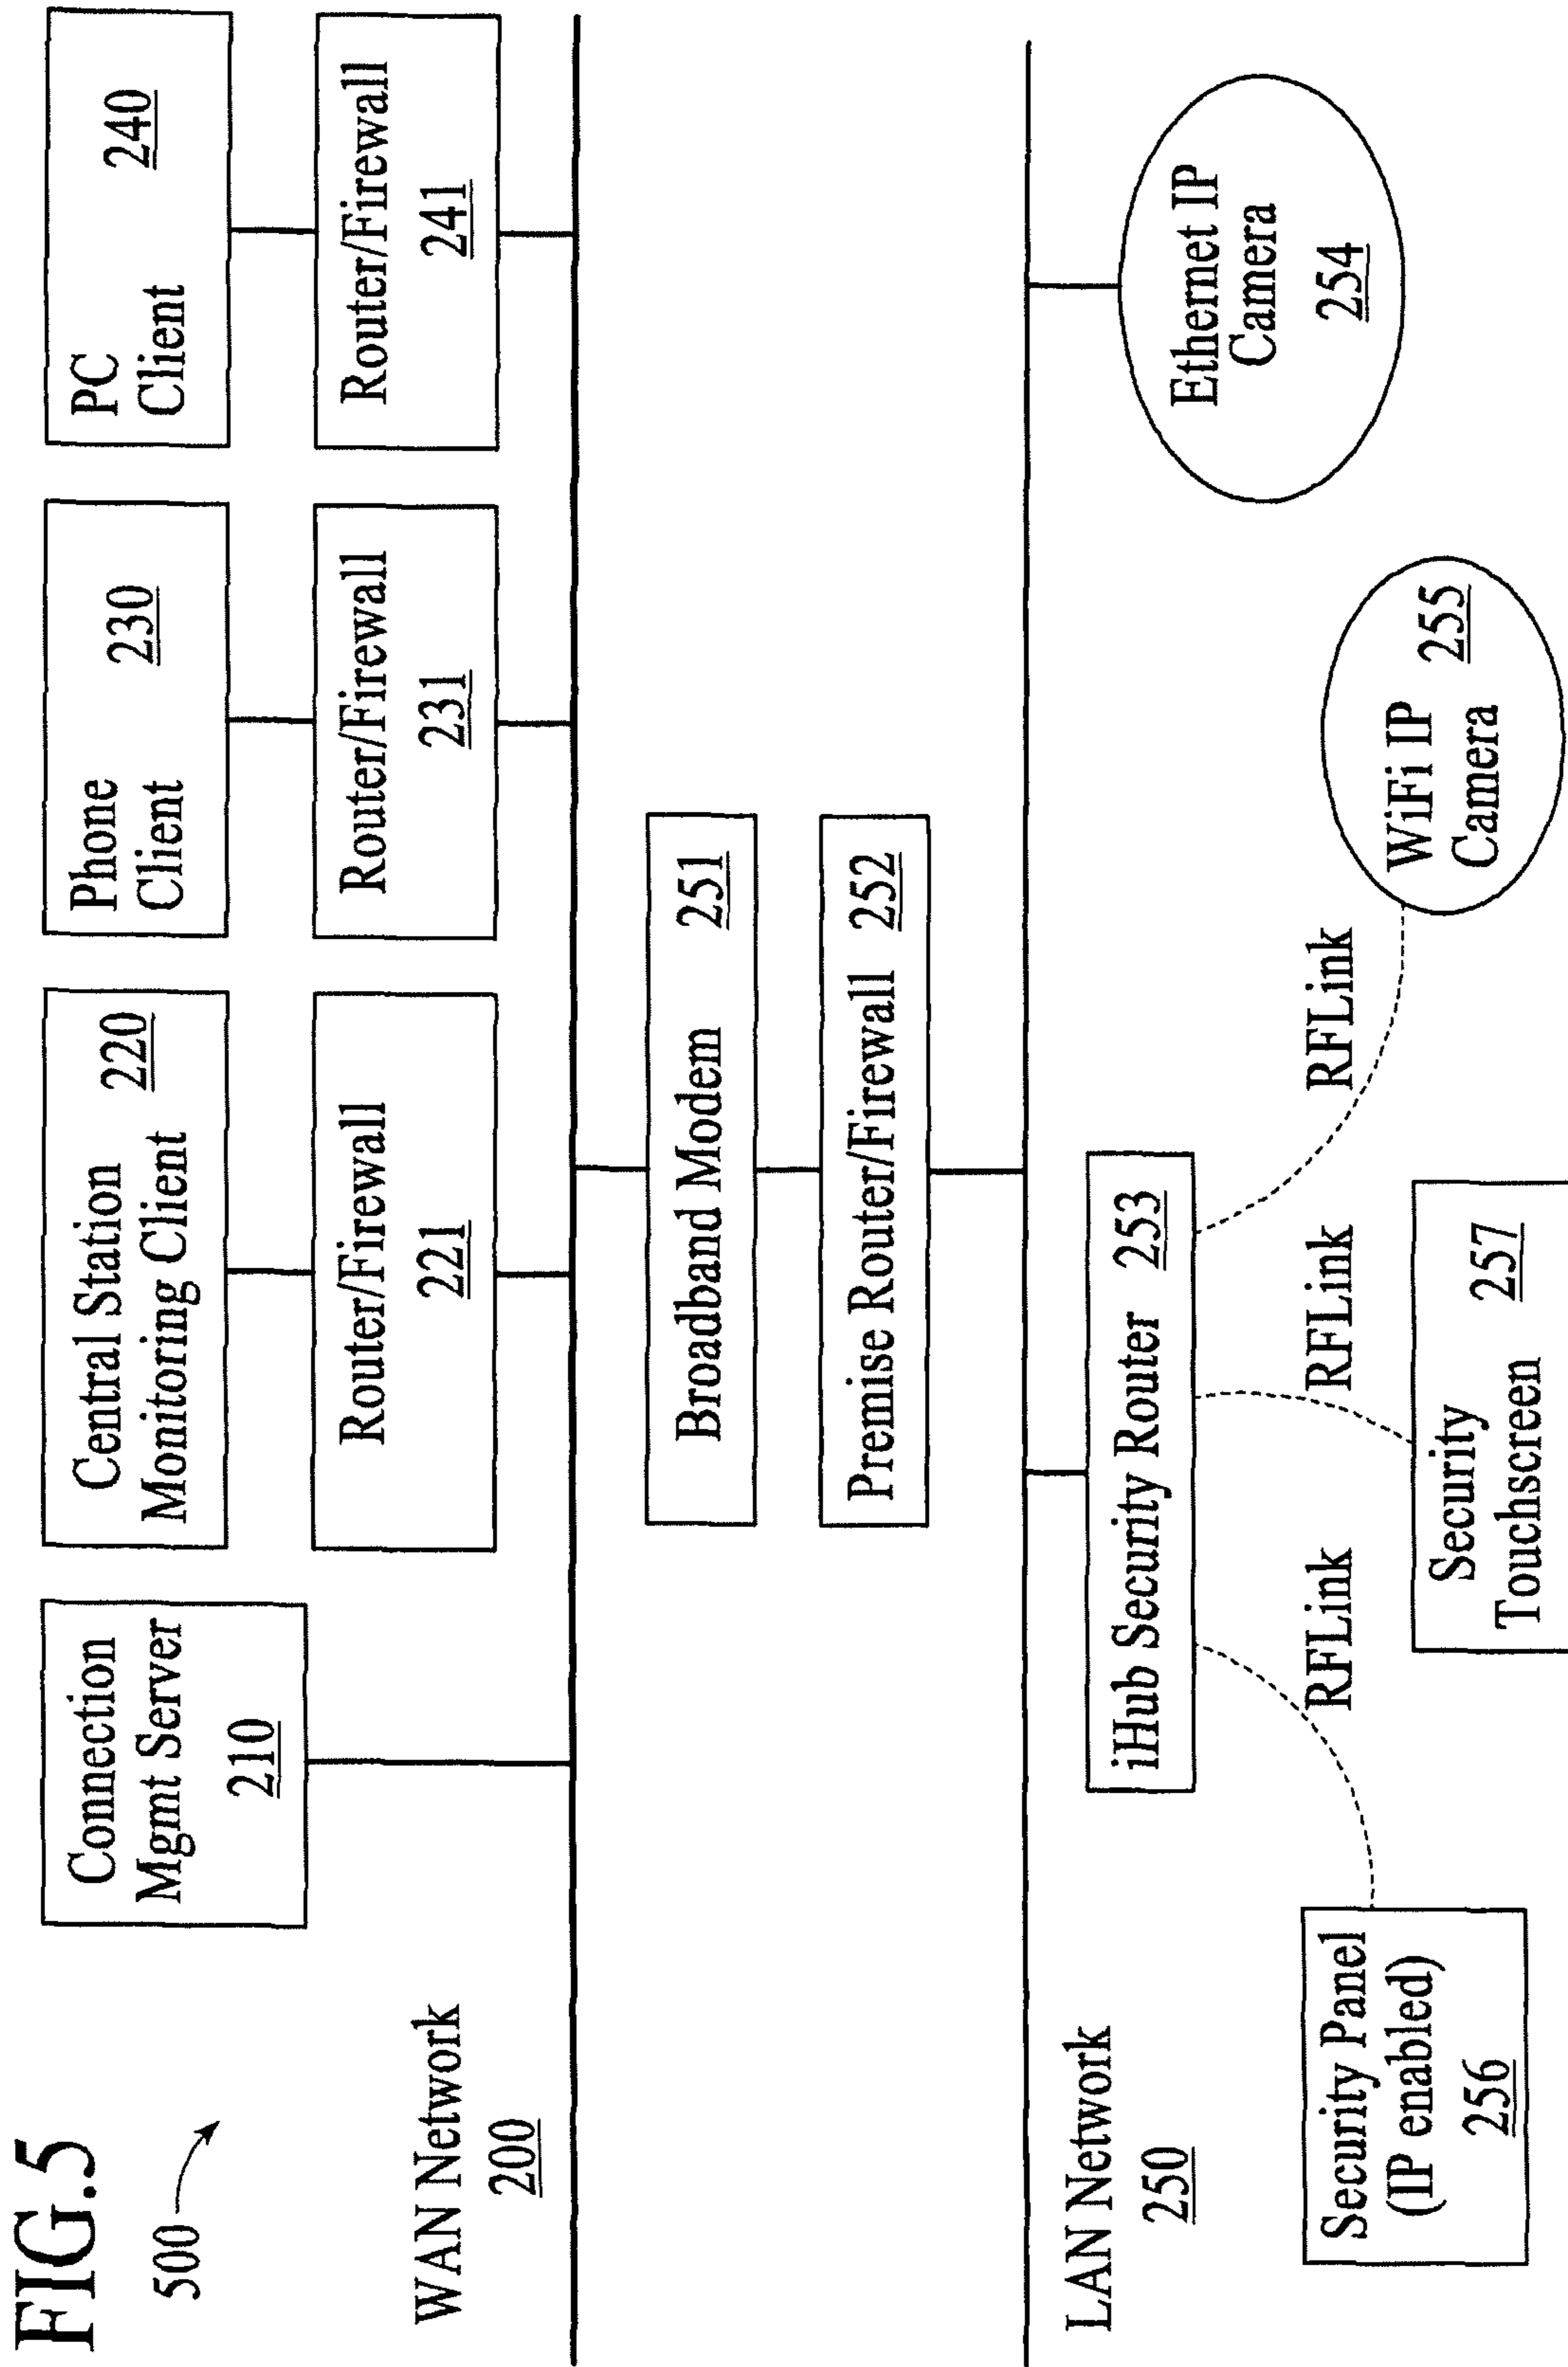 FIG.5
500
Connection
Mgmt Server
210
Central Station
Monitoring Client
220
Phone
Client
230
PC
Client
240
Router/Firewall
221
Router/Firewall
231
Router/Firewall
241
WAN Network
200
Broadband Modem 251
Premise Router/Firewall 252
LAN Network
250
iHub Security Router 253
RFLink
RFLink
RFLink
Ethernet IP
Camera
254
WiFi IP
Camera
255
Security Panel
(IP enabled)
256
Security
Touchscreen
257